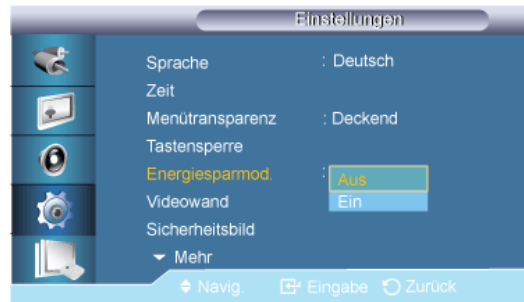 Einstellungen
Sprache : Deutsch
Zeit
Menütransparenz : Deckend
Tastensperre
Energiesparmod. : Aus
Ein
Videowand
Sicherheitsbild
Mehr
Navig. Eingabe Zurück